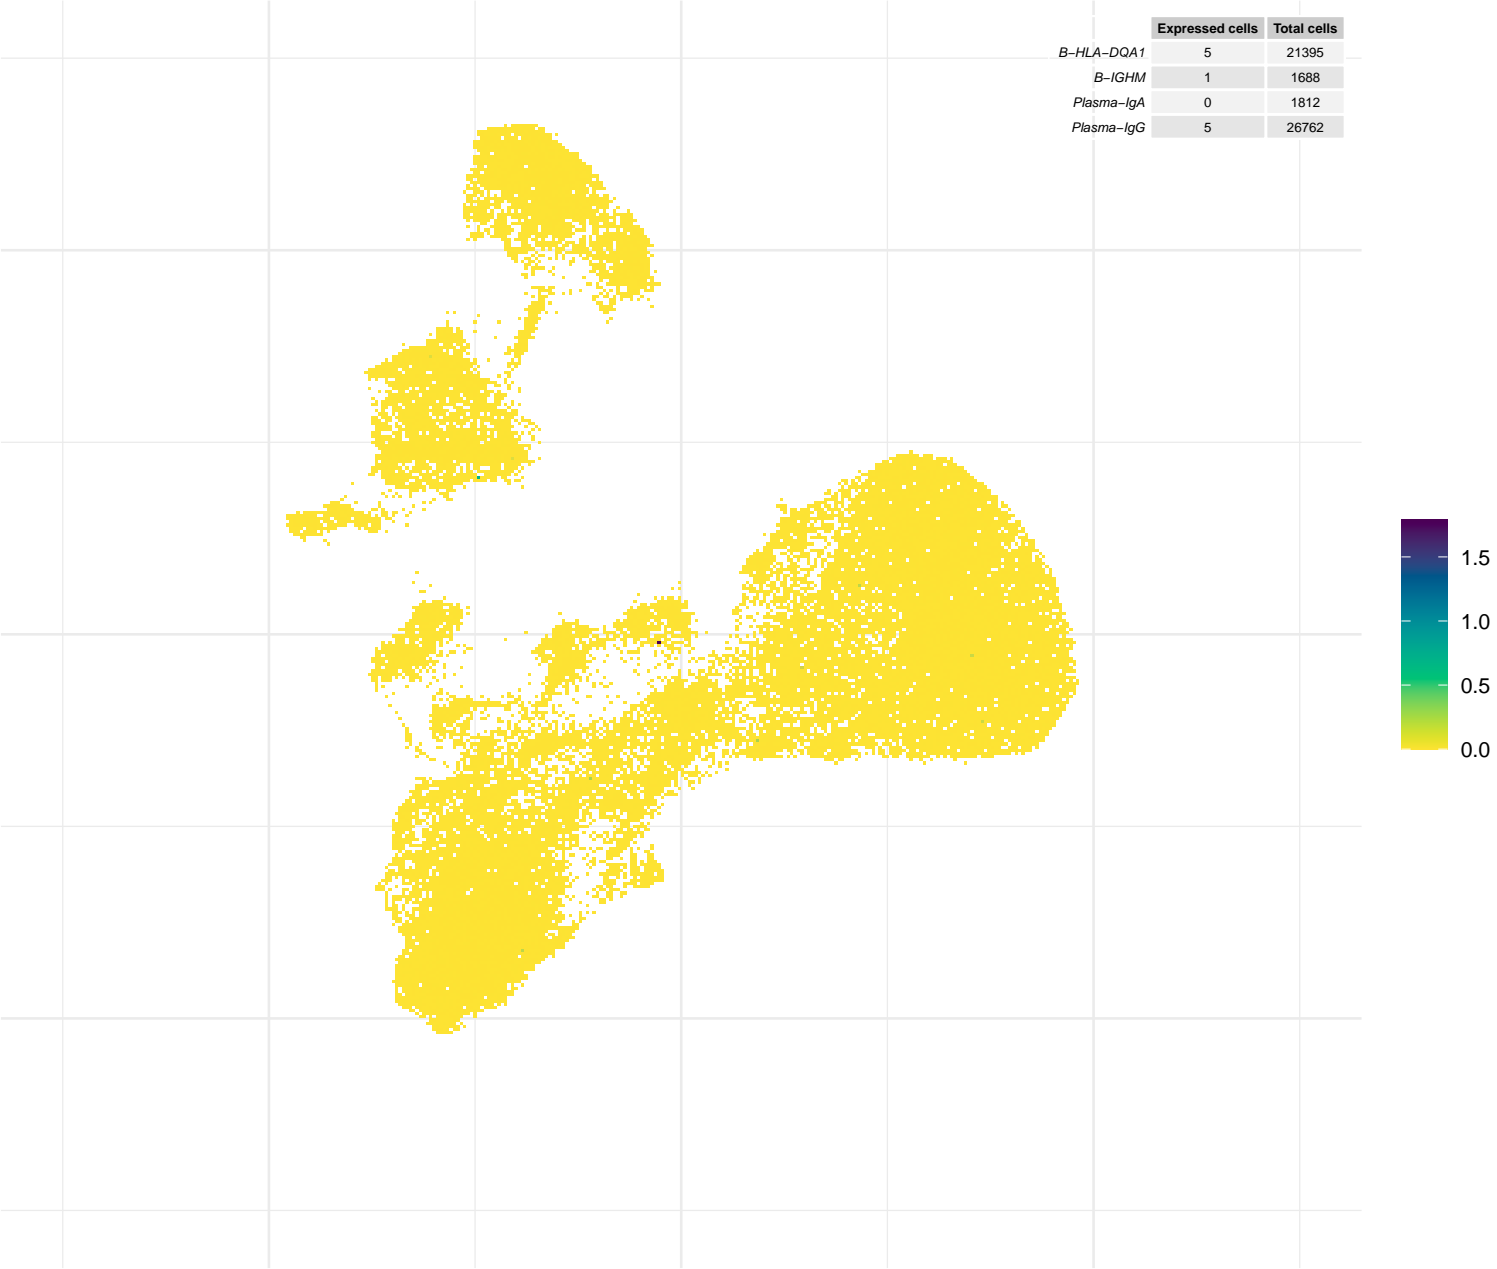 Expressed cells Total cells
B−HLA−DQA1 5 21395
B−IGHM 1 1688
Plasma−IgA 0 1812
Plasma−IgG 5 26762
1.5
1.0
0.5
0.0